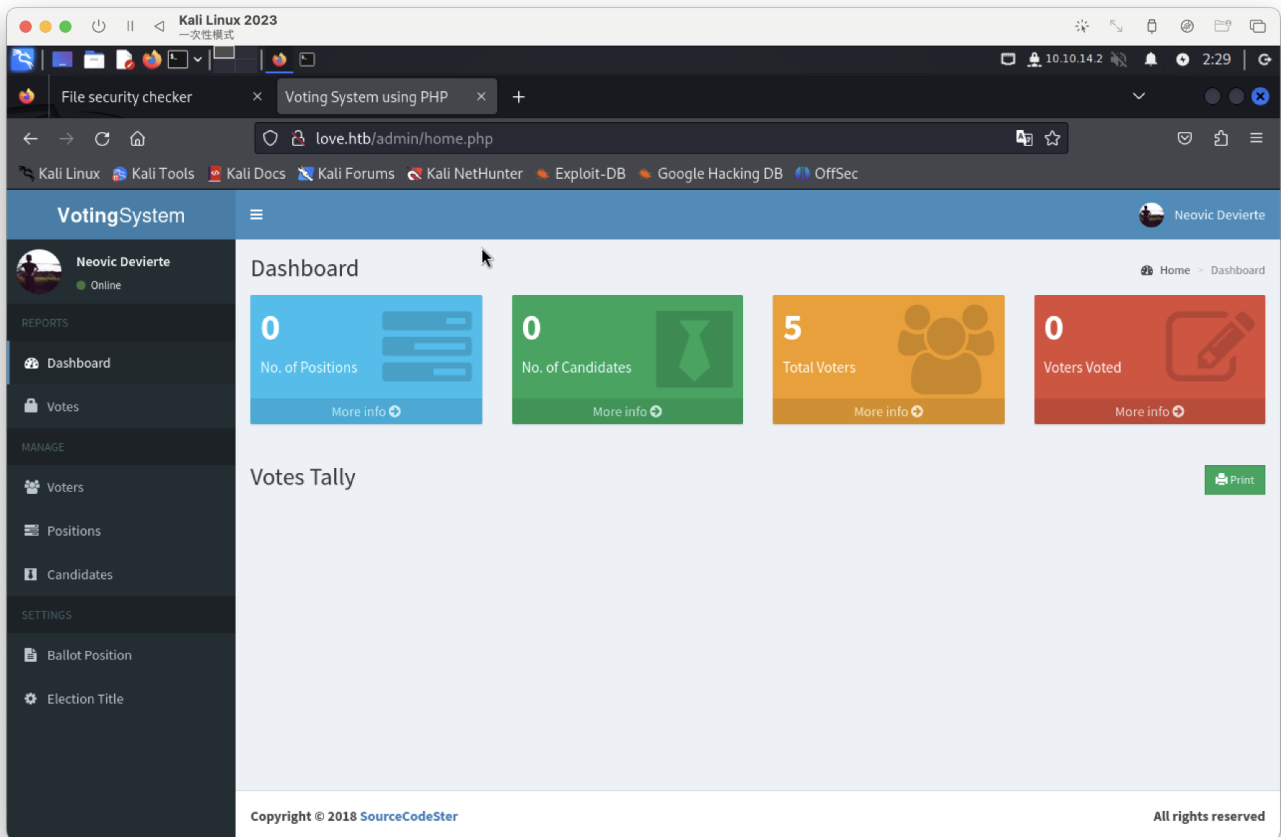 Kali Linux 2023
一次性模式
10.10.14.2 2:29
File security checker × Voting System using PHP × +
love.htb/admin/home.php
Kali Linux Kali Tools Kali Docs Kali Forums Kali NetHunter Exploit-DB Google Hacking DB OffSec
VotingSystem
Neovic Devierte
Neovic Devierte
Online
REPORTS
Dashboard
Votes
MANAGE
Voters
Positions
Candidates
SETTINGS
Ballot Position
Election Title
Dashboard
Home > Dashboard
0
No. of Positions
More info
0
No. of Candidates
More info
5
Total Voters
More info
0
Voters Voted
More info
Votes Tally
Print
Copyright © 2018 SourceCodeSter
All rights reserved